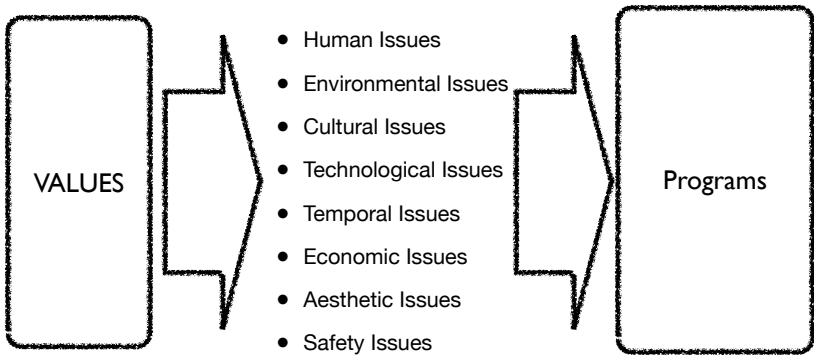 VALUES
• Human Issues
• Environmental Issues
• Cultural Issues
• Technological Issues
• Temporal Issues
• Economic Issues
• Aesthetic Issues
• Safety Issues
Programs